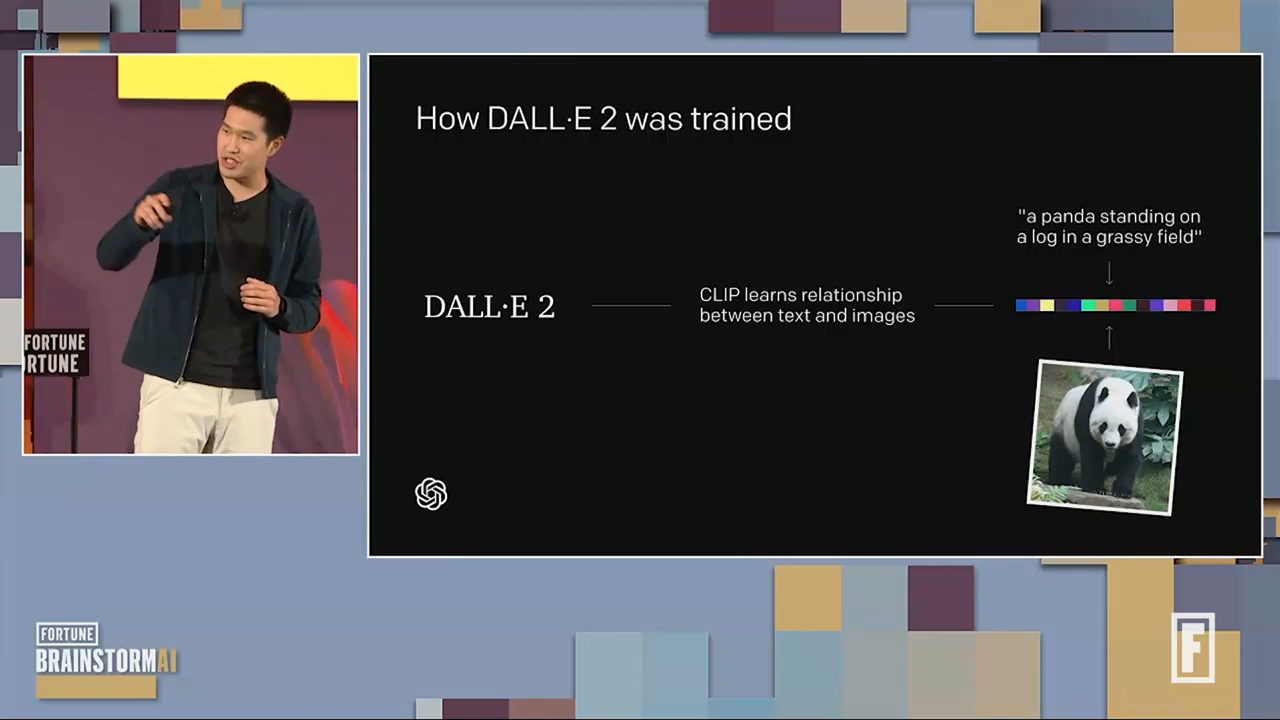 How DALL·E 2 was trained
"a panda standing on
a log in a grassy field"
DALL·E 2
CLIP learns relationship
between text and images
FORTUNE
RTUNE
FORTUNE
BRAINSTORM AI
F